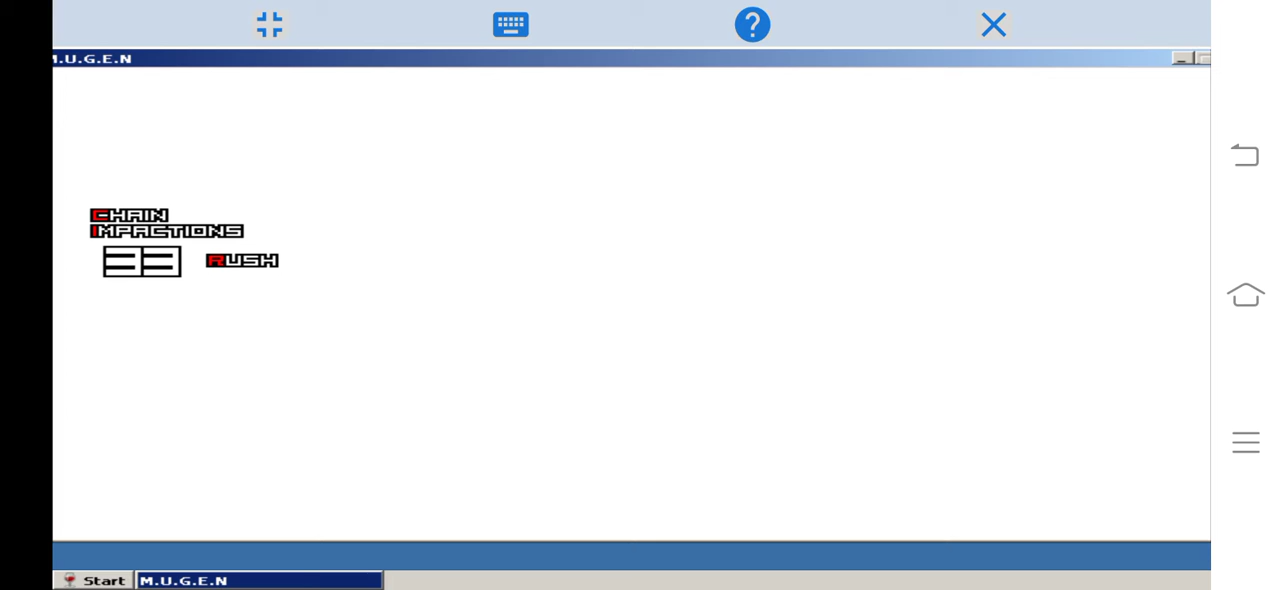 M.U.G.E.N
CHAIN
IMPACTIONS
33 RUSH
Start M.U.G.E.N